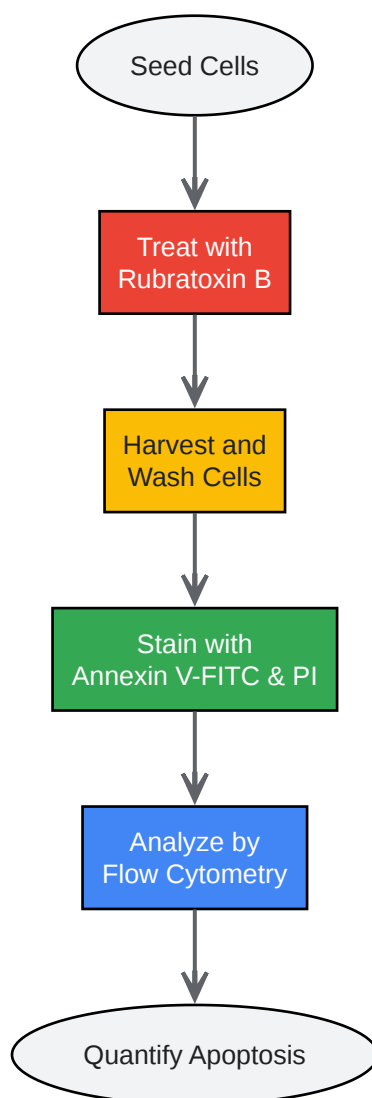 Seed Cells
Treat with
Rubratoxin B
Harvest and
Wash Cells
Stain with
Annexin V-FITC & PI
Analyze by
Flow Cytometry
Quantify Apoptosis